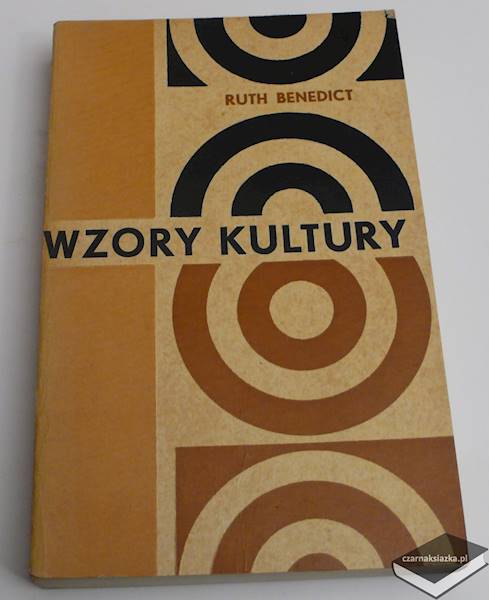 RUTH BENEDICT
WZORY KULTURY
czarnaksiazka.pl